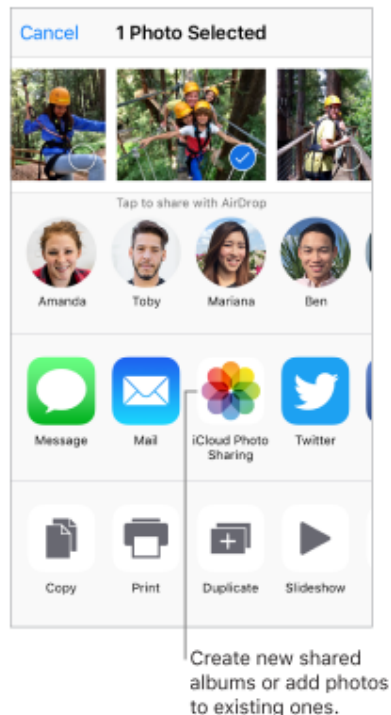 Cancel 1 Photo Selected
Tap to share with AirDrop
Amanda Toby Mariana Ben
Message Mail iCloud Photo Sharing Twitter
Copy Print Duplicate Slideshow
Create new shared
albums or add photos
to existing ones.